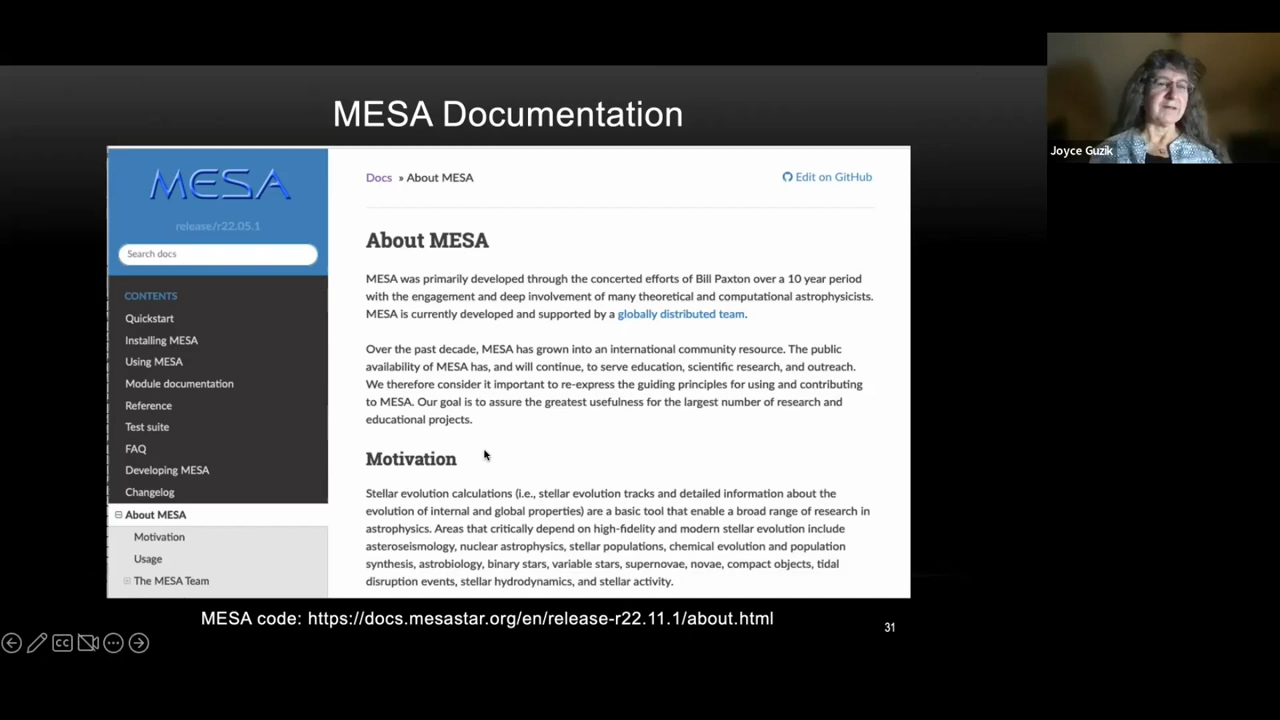 MESA Documentation
Joyce Guzik
MESA
release/r22.05.1
Search docs
CONTENTS
Quickstart
Installing MESA
Using MESA
Module documentation
Reference
Test suite
FAQ
Developing MESA
Changelog
About MESA
Motivation
Usage
The MESA Team
Docs » About MESA
Edit on GitHub
About MESA
MESA was primarily developed through the concerted efforts of Bill Paxton over a 10 year period
with the engagement and deep involvement of many theoretical and computational astrophysicists.
MESA is currently developed and supported by a globally distributed team.
Over the past decade, MESA has grown into an international community resource. The public
availability of MESA has, and will continue, to serve education, scientific research, and outreach.
We therefore consider it important to re-express the guiding principles for using and contributing
to MESA. Our goal is to assure the greatest usefulness for the largest number of research and
educational projects.
Motivation
Stellar evolution calculations (i.e., stellar evolution tracks and detailed information about the
evolution of internal and global properties) are a basic tool that enable a broad range of research in
astrophysics. Areas that critically depend on high-fidelity and modern stellar evolution include
asteroseismology, nuclear astrophysics, stellar populations, chemical evolution and population
synthesis, astrobiology, binary stars, variable stars, supernovae, novae, compact objects, tidal
disruption events, stellar hydrodynamics, and stellar activity.
MESA code: https://docs.mesastar.org/en/release-r22.11.1/about.html
31
CC